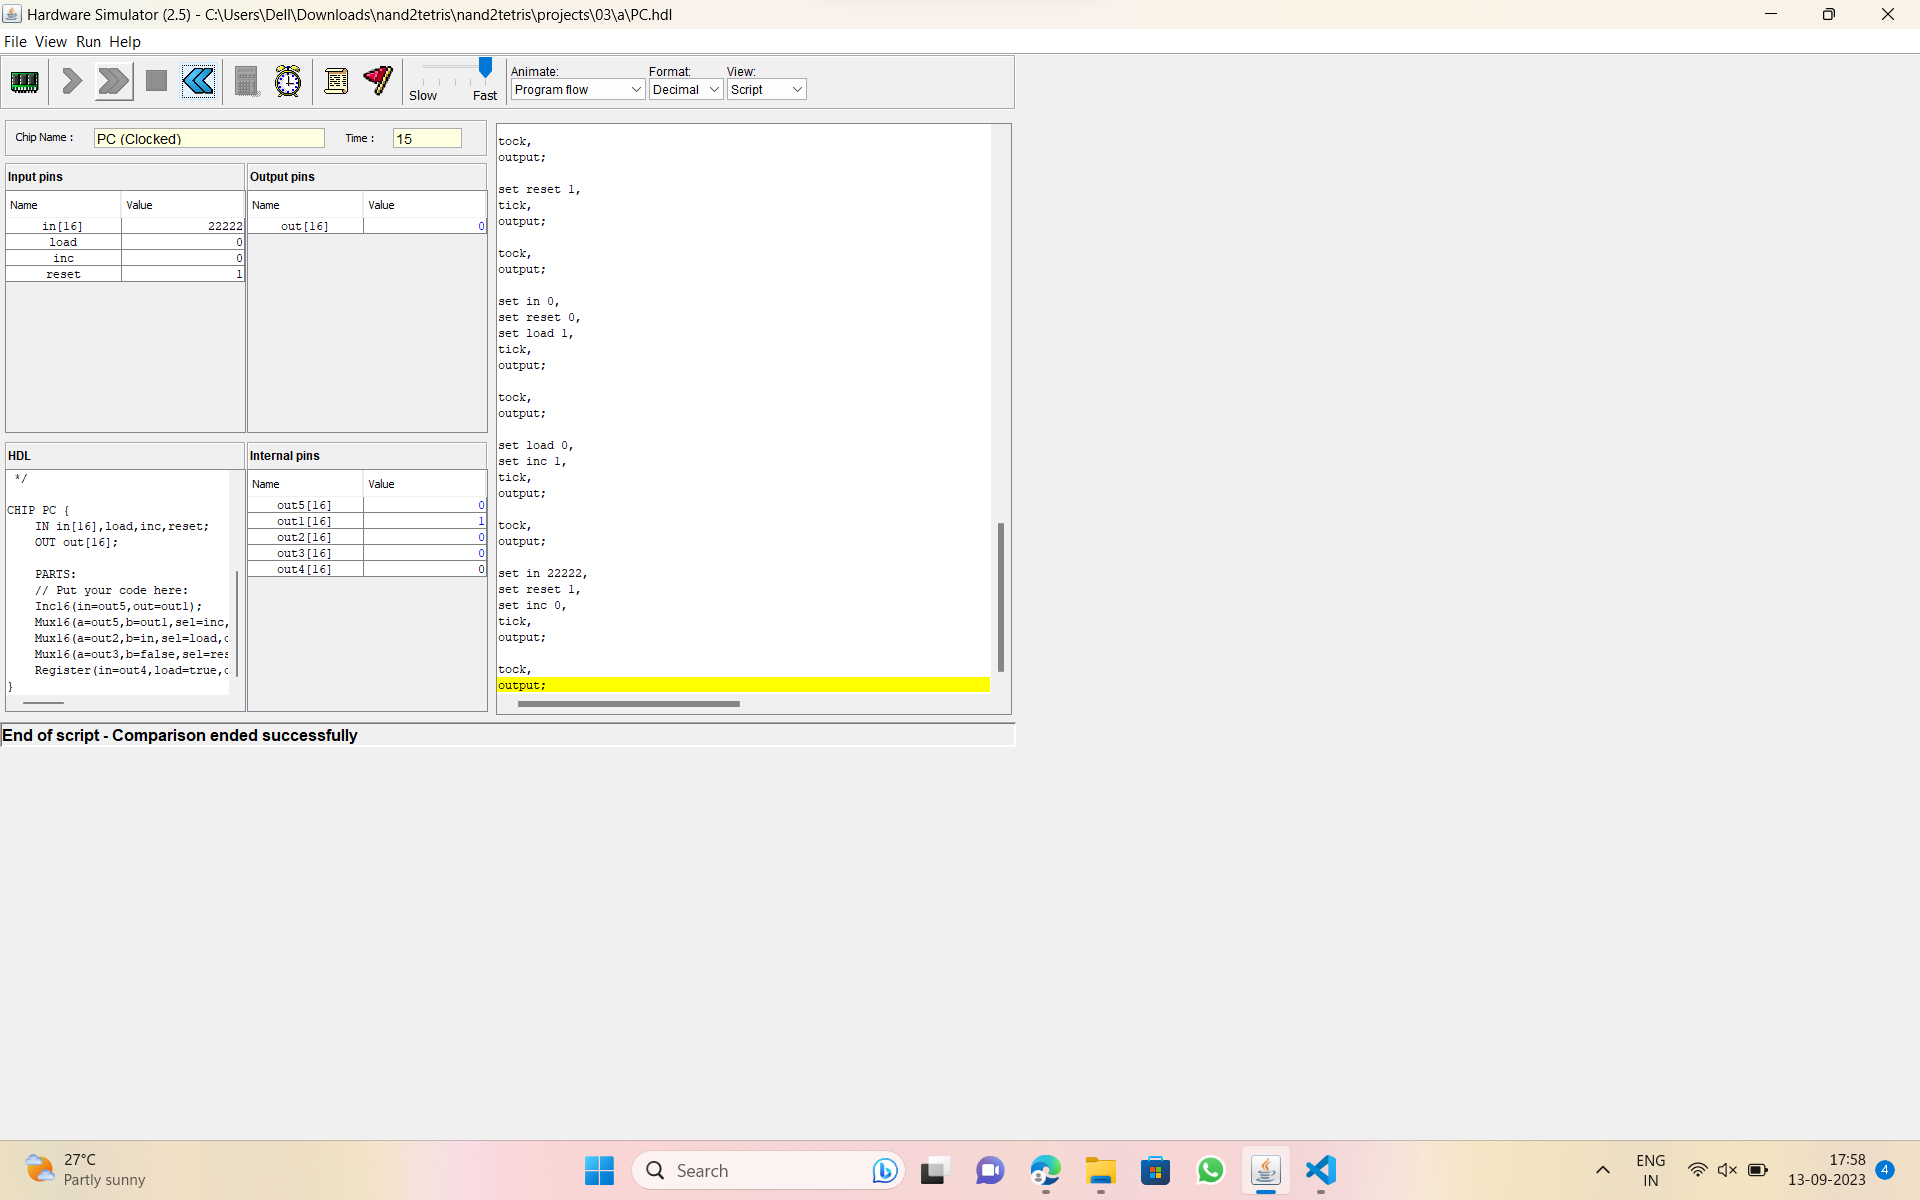 Hardware Simulator (2.5) - C:\Users\Dell\Downloads\nand2tetris\nand2tetris\projects\03\a\PC.hdl
File View Run Help
Slow Fast
Animate:
Program flow
Format:
Decimal
View:
Script
Chip Name :
PC (Clocked)
Time :
15
Input pins
Name Value
in[16] 22222
load 0
inc 0
reset 1
Output pins
Name Value
out[16] 0
HDL
*/
CHIP PC {
IN in[16],load,inc,reset;
OUT out[16];
PARTS:
// Put your code here:
Inc16(in=out5,out=out1);
Mux16(a=out5,b=out1,sel=inc,
Mux16(a=out2,b=in,sel=load,
Mux16(a=out3,b=false,sel=res
Register(in=out4,load=true,
}
Internal pins
Name Value
out5[16] 0
out1[16] 1
out2[16] 0
out3[16] 0
out4[16] 0
tock,
output;
set reset 1,
tick,
output;
tock,
output;
set in 0,
set reset 0,
set load 1,
tick,
output;
tock,
output;
set load 0,
set inc 1,
tick,
output;
tock,
output;
set in 22222,
set reset 1,
set inc 0,
tick,
output;
tock,
output;
End of script - Comparison ended successfully
27°C
Partly sunny
Search
ENG
IN
17:58
13-09-2023
4